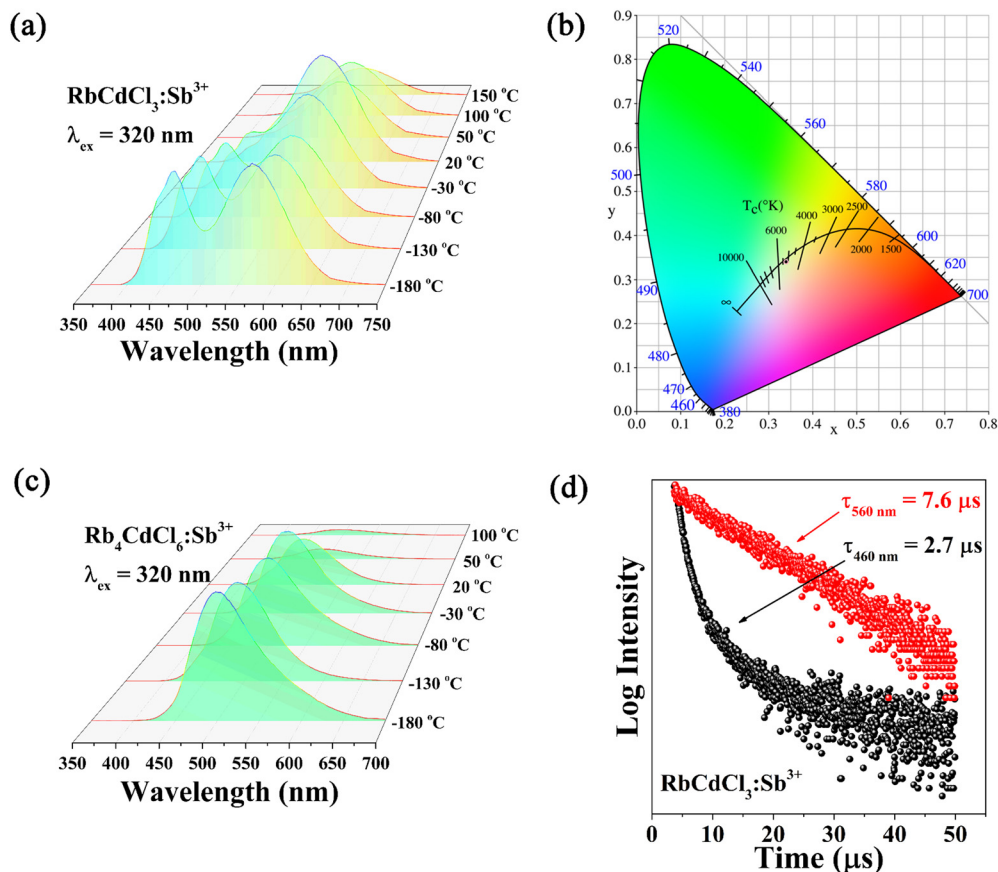 (a)
RbCdCl₃:Sb³⁺
λₑₓ = 320 nm
150 °C
100 °C
50 °C
20 °C
-30 °C
-80 °C
-130 °C
-180 °C
350 400 450 500 550 600 650 700 750
Wavelength (nm)
(b)
0.9
0.8
0.7
0.6
0.5
y
0.4
0.3
0.2
0.1
0.0
0.0 0.1 0.2 0.3 0.4 0.5 0.6 0.7 0.8
x
520
540
560
500
580
Tc(°K)
4000 3000 2500
6000
2000 1500
600
10000
620
∞
490
700
480
470
460
380
(c)
Rb₄CdCl₆:Sb³⁺
λₑₓ = 320 nm
100 °C
50 °C
20 °C
-30 °C
-80 °C
-130 °C
-180 °C
350 400 450 500 550 600 650 700
Wavelength (nm)
(d)
τ560 nm = 7.6 µs
τ460 nm = 2.7 µs
Log Intensity
RbCdCl₃:Sb³⁺
0 10 20 30 40 50
Time (µs)